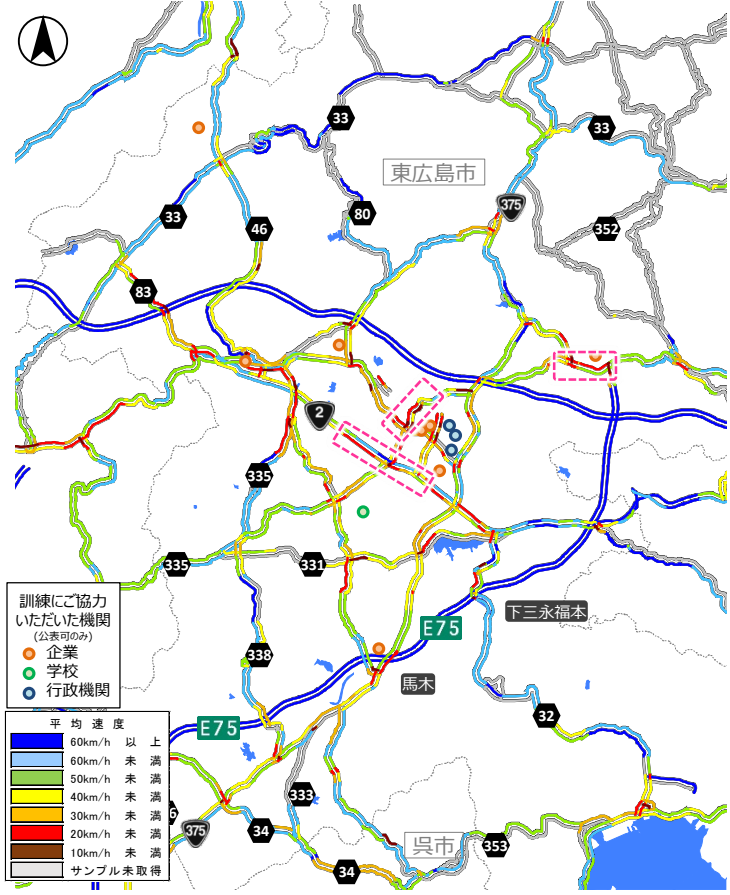 33
33
東広島市
375
80
33
46
352
83
2
335
335
331
訓練にご協力
いただいた機関
(公表可のみ)
企業
学校
行政機関
E75
下三永福本
338
馬木
32
平均速度
60km/h 以上
60km/h 未満
50km/h 未満
40km/h 未満
30km/h 未満
20km/h 未満
10km/h 未満
サンプル未取得
E75
333
375
34
呉市
353
34